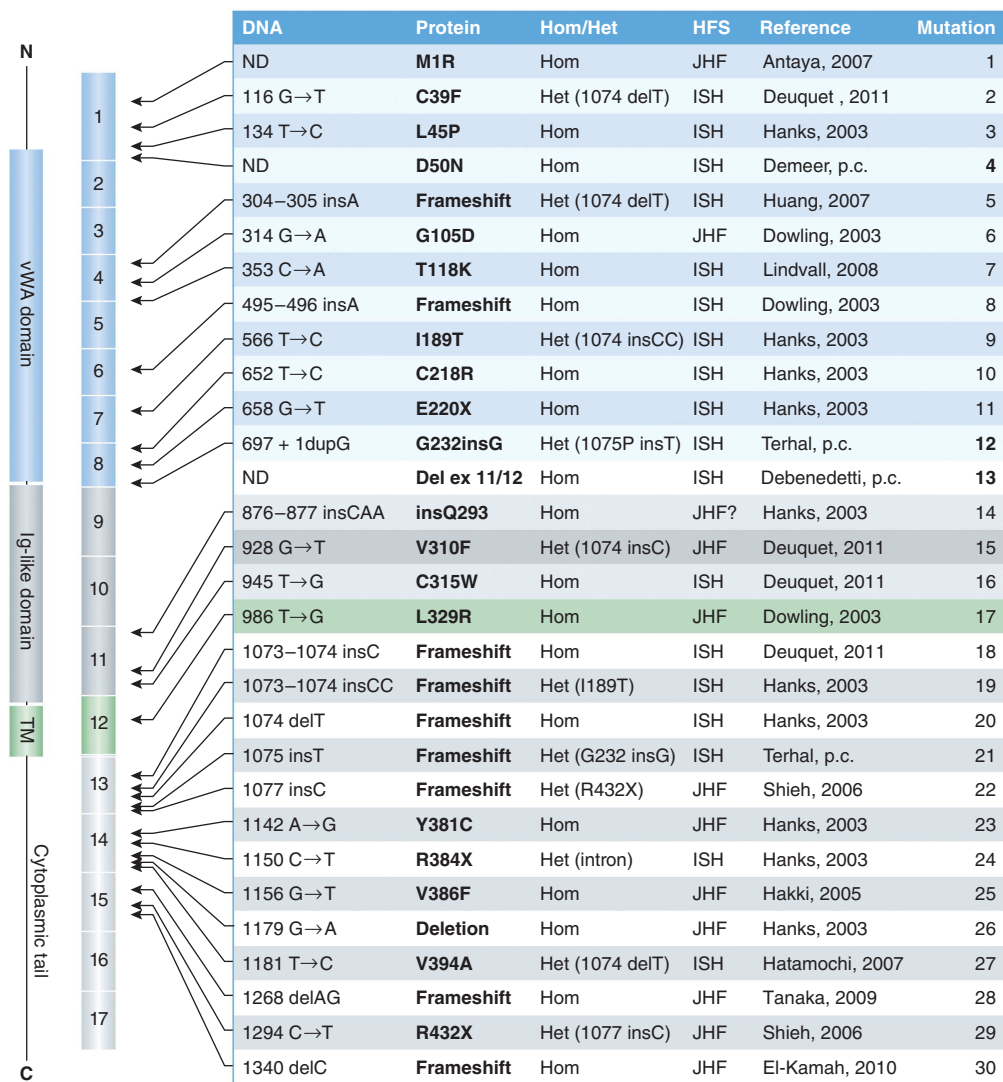 DNA Protein Hom/Het HFS Reference Mutation
ND M1R Hom JHF Antaya, 2007 1
116 G→T C39F Het (1074 delT) ISH Deuquet , 2011 2
134 T→C L45P Hom ISH Hanks, 2003 3
ND D50N Hom ISH Demeer, p.c. 4
304–305 insA Frameshift Het (1074 delT) ISH Huang, 2007 5
314 G→A G105D Hom JHF Dowling, 2003 6
353 C→A T118K Hom ISH Lindvall, 2008 7
495–496 insA Frameshift Hom ISH Dowling, 2003 8
566 T→C I189T Het (1074 insCC) ISH Hanks, 2003 9
652 T→C C218R Hom ISH Hanks, 2003 10
658 G→T E220X Hom ISH Hanks, 2003 11
697 + 1dupG G232insG Het (1075P insT) ISH Terhal, p.c. 12
ND Del ex 11/12 Hom ISH Debenedetti, p.c. 13
876–877 insCAA insQ293 Hom JHF? Hanks, 2003 14
928 G→T V310F Het (1074 insC) JHF Deuquet, 2011 15
945 T→G C315W Hom ISH Deuquet, 2011 16
986 T→G L329R Hom JHF Dowling, 2003 17
1073–1074 insC Frameshift Hom ISH Deuquet, 2011 18
1073–1074 insCC Frameshift Het (I189T) ISH Hanks, 2003 19
1074 delT Frameshift Hom ISH Hanks, 2003 20
1075 insT Frameshift Het (G232 insG) ISH Terhal, p.c. 21
1077 insC Frameshift Het (R432X) JHF Shieh, 2006 22
1142 A→G Y381C Hom JHF Hanks, 2003 23
1150 C→T R384X Het (intron) ISH Hanks, 2003 24
1156 G→T V386F Hom JHF Hakki, 2005 25
1179 G→A Deletion Hom JHF Hanks, 2003 26
1181 T→C V394A Het (1074 delT) ISH Hatamochi, 2007 27
1268 delAG Frameshift Hom JHF Tanaka, 2009 28
1294 C→T R432X Het (1077 insC) JHF Shieh, 2006 29
1340 delC Frameshift Hom JHF El-Kamah, 2010 30
N
vWA domain
Ig-like domain
TM
Cytoplasmic tail
C
1
2
3
4
5
6
7
8
9
10
11
12
13
14
15
16
17